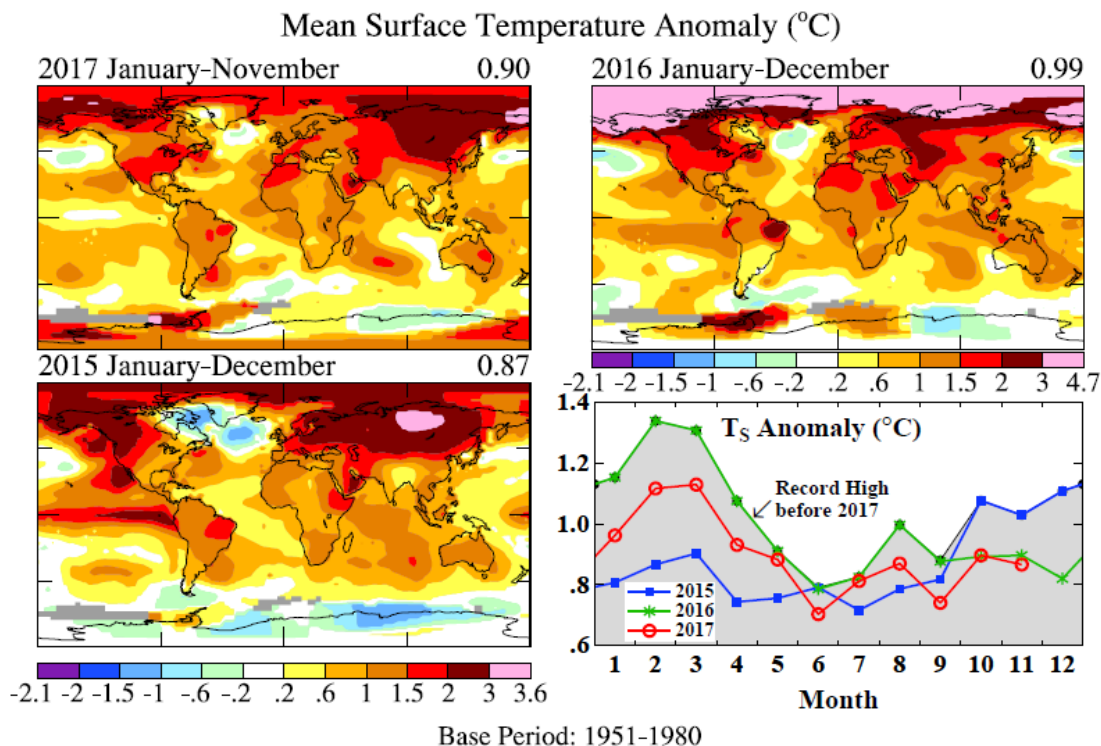 Mean Surface Temperature Anomaly (°C)
2017 January-November 0.90
2016 January-December 0.99
2015 January-December 0.87
-2.1 -2 -1.5 -1 -.6 -.2 .2 .6 1 1.5 2 3 4.7
-2.1 -2 -1.5 -1 -.6 -.2 .2 .6 1 1.5 2 3 3.6
T_S Anomaly (°C)
1.4
1.2
1.0
.8
.6
Record High
before 2017
2015
2016
2017
1 2 3 4 5 6 7 8 9 10 11 12
Month
Base Period: 1951-1980